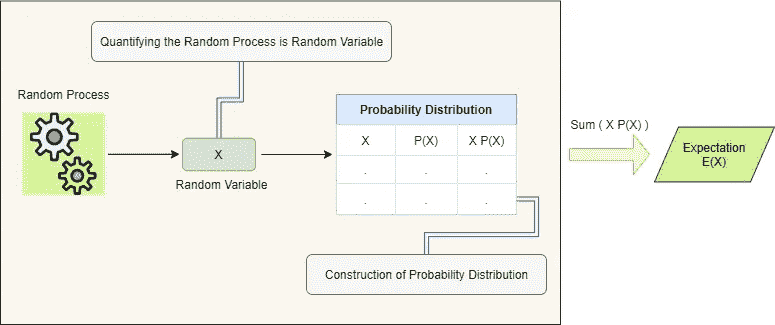 Quantifying the Random Process is Random Variable
Random Process
X
Random Variable
Probability Distribution
X P(X) X P(X)
. . .
. . .
Construction of Probability Distribution
Sum ( X P(X) )
Expectation
E(X)